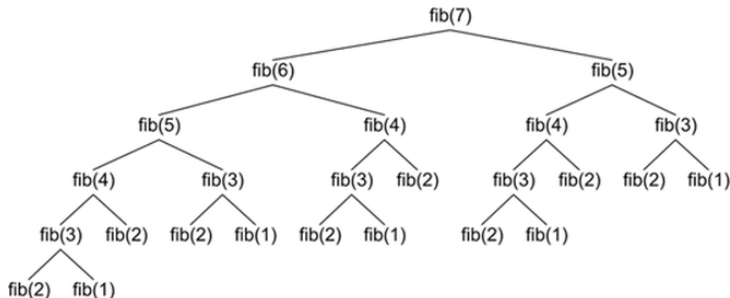 fib(7)
fib(6) fib(5)
fib(5) fib(4) fib(4) fib(3)
fib(4) fib(3) fib(3) fib(2) fib(3) fib(2) fib(2) fib(1)
fib(3) fib(2) fib(2) fib(1) fib(2) fib(1) fib(2) fib(1)
fib(2) fib(1)